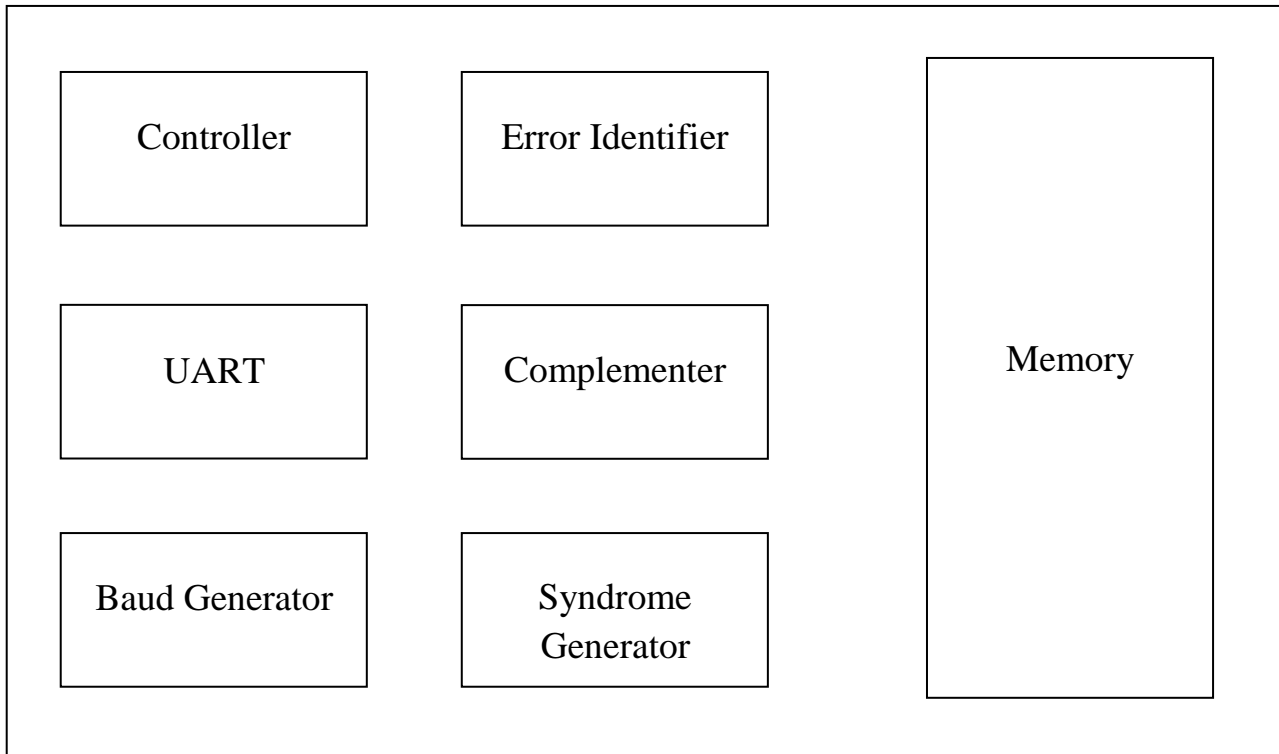 Controller
Error Identifier
UART
Complementer
Memory
Baud Generator
Syndrome
Generator